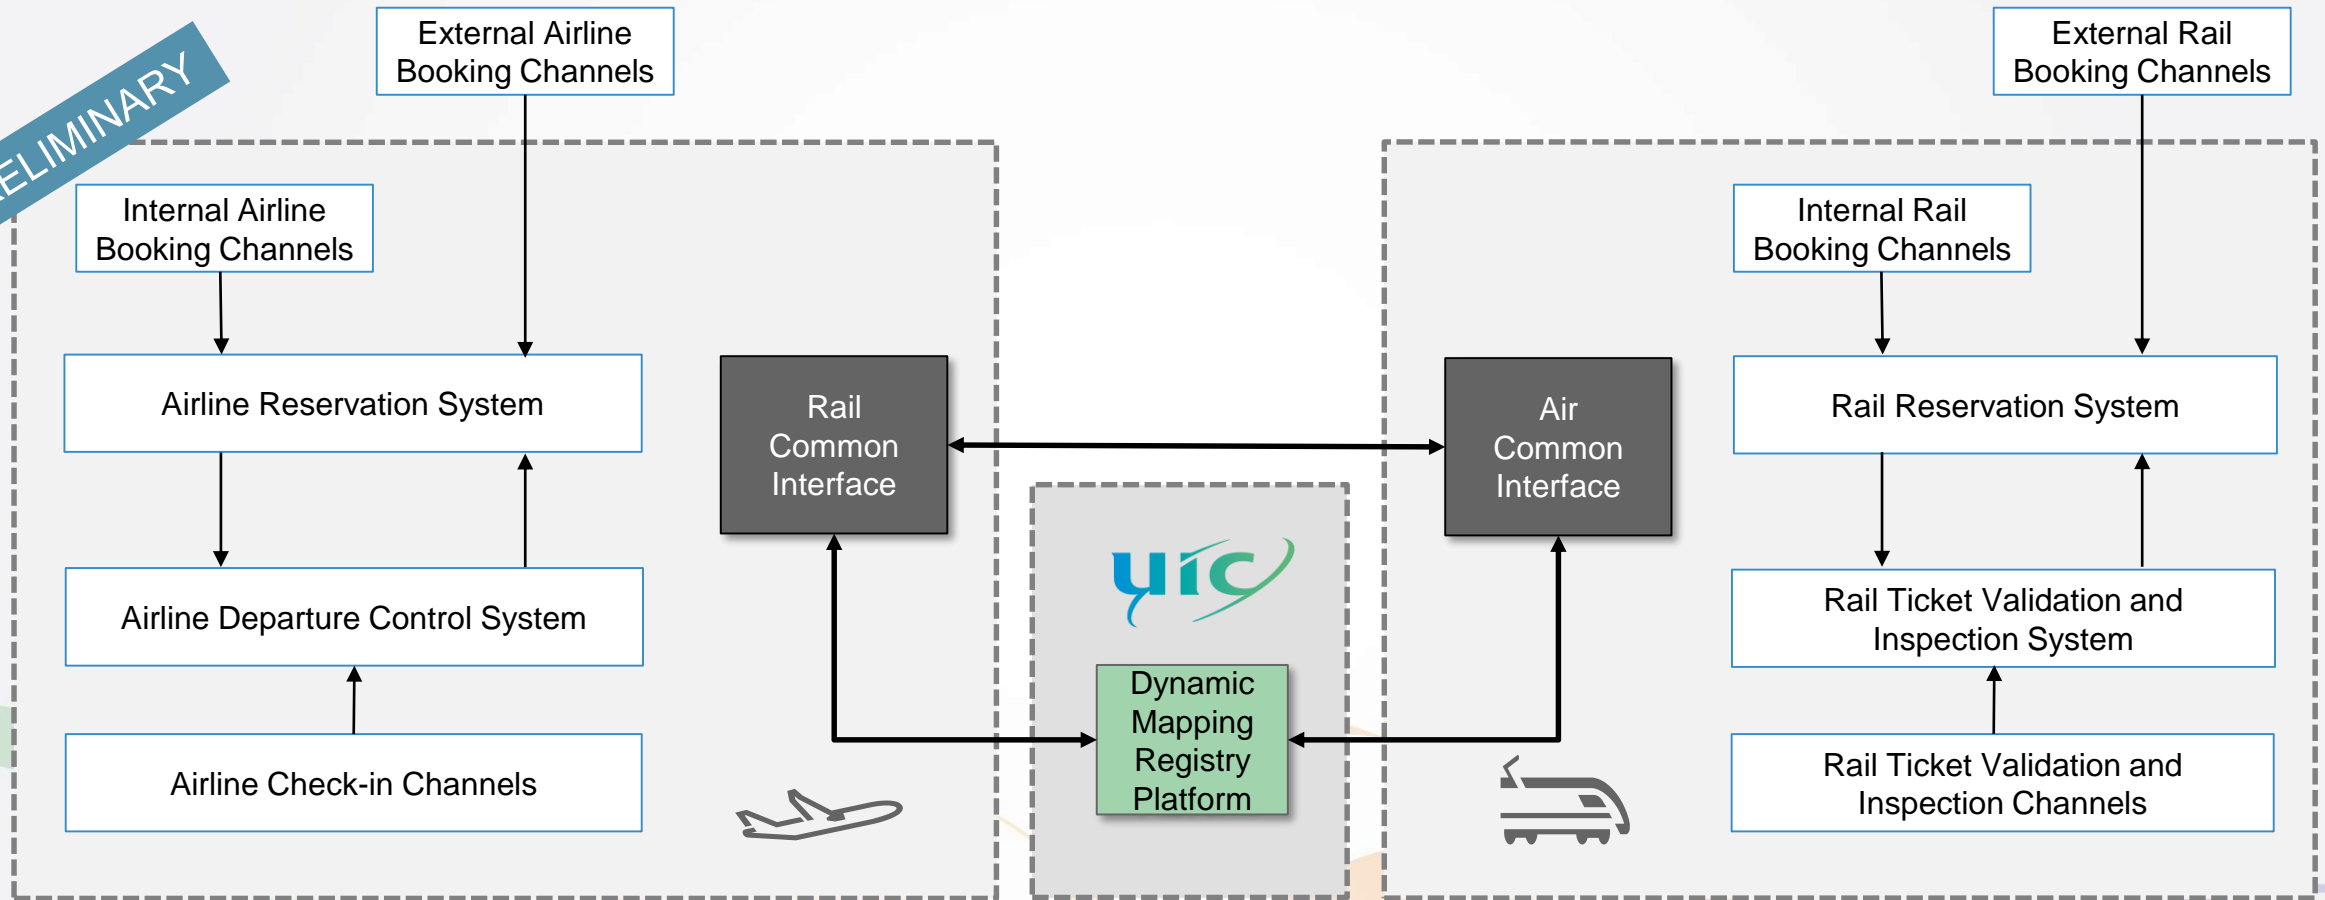 External Airline
Booking Channels
External Rail
Booking Channels
RELIMINARY
Internal Airline
Booking Channels
Internal Rail
Booking Channels
Airline Reservation System
Rail
Common
Interface
Air
Common
Interface
Rail Reservation System
uic
Airline Departure Control System
Rail Ticket Validation and
Inspection System
Dynamic
Mapping
Registry
Platform
Airline Check-in Channels
Rail Ticket Validation and
Inspection Channels